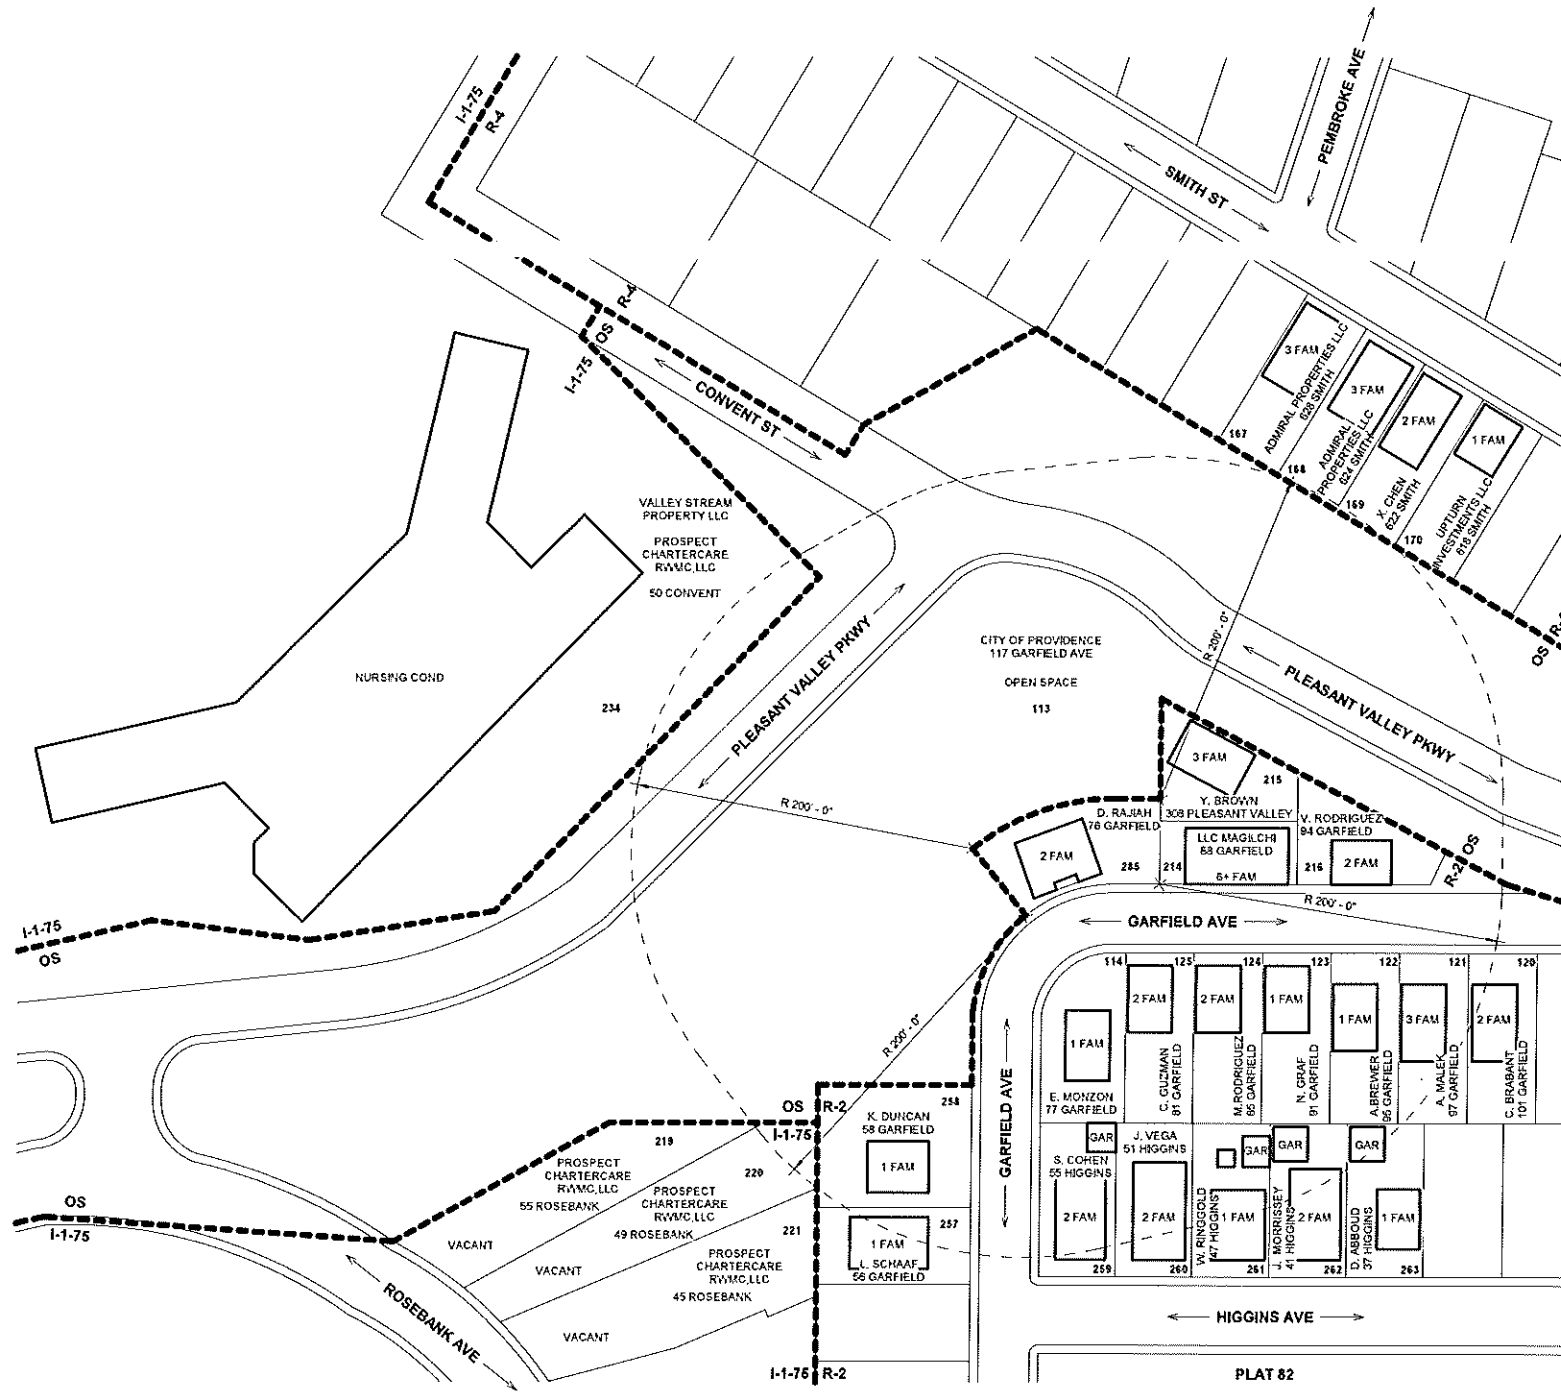 I-1-75
R-4
PEMBROKE AVE
SMITH ST
R-4
OS
I-1-75
CONVENT ST
3 FAM
ADMIRAL PROPERTIES LLC
628 SMITH
167
3 FAM
ADMIRAL
PROPERTIES LLC
624 SMITH
168
2 FAM
X. CHEN
622 SMITH
169
1 FAM
UPTURN
INVESTMENTS LLC
618 SMITH
170
OS
VALLEY STREAM
PROPERTY LLC
PROSPECT
CHARTERCARE
RWMC,LLC
50 CONVENT
NURSING COND
234
PLEASANT VALLEY PKWY
CITY OF PROVIDENCE
117 GARFIELD AVE
OPEN SPACE
113
R 200' - 0"
PLEASANT VALLEY PKWY
3 FAM
215
Y. BROWN
308 PLEASANT VALLEY
R 200' - 0"
D. RAJIAH
76 GARFIELD
2 FAM
285
214
LLC MAGILCHI
88 GARFIELD
6+ FAM
V. RODRIGUEZ
94 GARFIELD
216
2 FAM
R-2
OS
R 200' - 0"
GARFIELD AVE
I-1-75
OS
114
125
124
123
122
121
120
2 FAM
2 FAM
1 FAM
1 FAM
3 FAM
2 FAM
1 FAM
R 200' - 0"
E. MONZON
77 GARFIELD
C. GUZMAN
81 GARFIELD
M.RODRIGUEZ
85 GARFIELD
N. GRAF
91 GARFIELD
A.BREWER
95 GARFIELD
A. MALEK
97 GARFIELD
C. BRABANT
101 GARFIELD
GARFIELD AVE
OS
R-2
I-1-75
258
K. DUNCAN
58 GARFIELD
1 FAM
257
1 FAM
L. SCHAAF
56 GARFIELD
219
PROSPECT
CHARTERCARE
RWMC,LLC
55 ROSEBANK
VACANT
220
PROSPECT
CHARTERCARE
RWMC,LLC
49 ROSEBANK
VACANT
221
PROSPECT
CHARTERCARE
RWMC,LLC
45 ROSEBANK
VACANT
OS
I-1-75
ROSEBANK AVE
GAR
S. COHEN
55 HIGGINS
2 FAM
259
J. VEGA
51 HIGGINS
2 FAM
260
GAR
W. RINGGOLD
47 HIGGINS
1 FAM
261
GAR
J. MORRISSEY
41 HIGGINS
2 FAM
262
GAR
D. ABBOUD
37 HIGGINS
1 FAM
263
HIGGINS AVE
I-1-75
R-2
PLAT 82